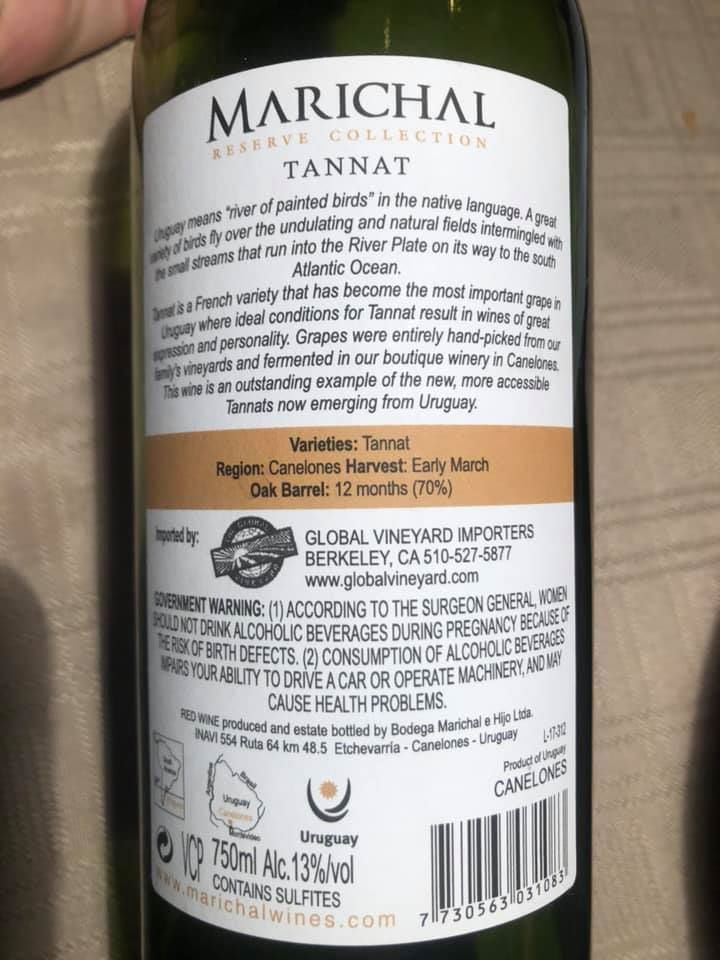 MARICHAL
RESERVE COLLECTION
TANNAT
Uruguay means "river of painted birds" in the native language. A great
variety of birds fly over the undulating and natural fields intermingled with
the small streams that run into the River Plate on its way to the south
Atlantic Ocean.
Tannat is a French variety that has become the most important grape in
Uruguay where ideal conditions for Tannat result in wines of great
expression and personality. Grapes were entirely hand-picked from our
family's vineyards and fermented in our boutique winery in Canelones.
This wine is an outstanding example of the new, more accessible
Tannats now emerging from Uruguay.
Varieties: Tannat
Region: Canelones Harvest: Early March
Oak Barrel: 12 months (70%)
Imported by:
GLOBAL VINEYARD IMPORTERS
BERKELEY, CA 510-527-5877
www.globalvineyard.com
GOVERNMENT WARNING: (1) ACCORDING TO THE SURGEON GENERAL, WOMEN
SHOULD NOT DRINK ALCOHOLIC BEVERAGES DURING PREGNANCY BECAUSE OF
THE RISK OF BIRTH DEFECTS. (2) CONSUMPTION OF ALCOHOLIC BEVERAGES
IMPAIRS YOUR ABILITY TO DRIVE A CAR OR OPERATE MACHINERY, AND MAY
CAUSE HEALTH PROBLEMS.
RED WINE produced and estate bottled by Bodega Marichal e Hijo Ltda.
INAVI 554 Ruta 64 km 48.5 Etchevarría - Canelones - Uruguay
L-17-312
Product of Uruguay
CANELONES
Argentina
Brasil
Uruguay
Canelones
Montevideo
Uruguay
VCP 750ml Alc.13%/vol
CONTAINS SULFITES
www.marichalwines.com
7 730563 031083